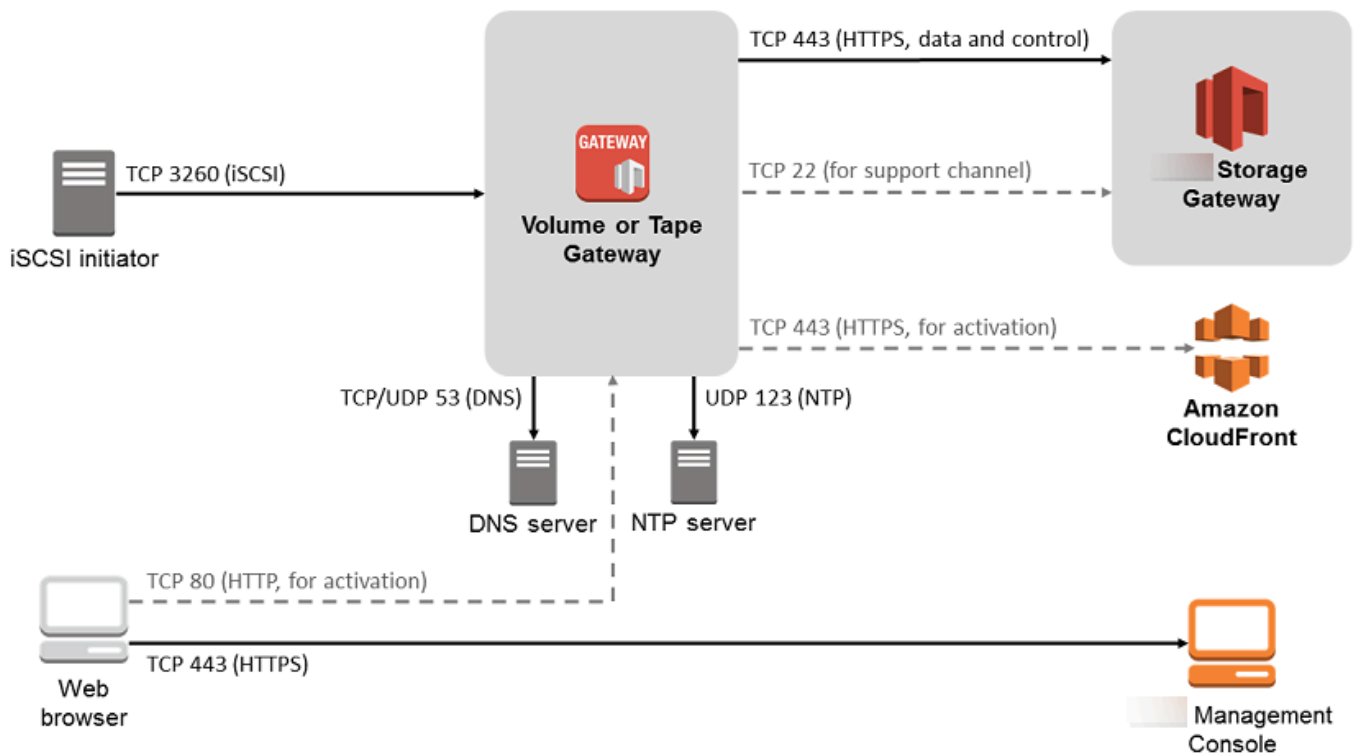 TCP 443 (HTTPS, data and control)
GATEWAY
TCP 3260 (iSCSI)
TCP 22 (for support channel)
Storage
Gateway
Volume or Tape
Gateway
iSCSI initiator
TCP 443 (HTTPS, for activation)
TCP/UDP 53 (DNS)
UDP 123 (NTP)
Amazon
CloudFront
DNS server
NTP server
TCP 80 (HTTP, for activation)
TCP 443 (HTTPS)
Web
browser
Management
Console